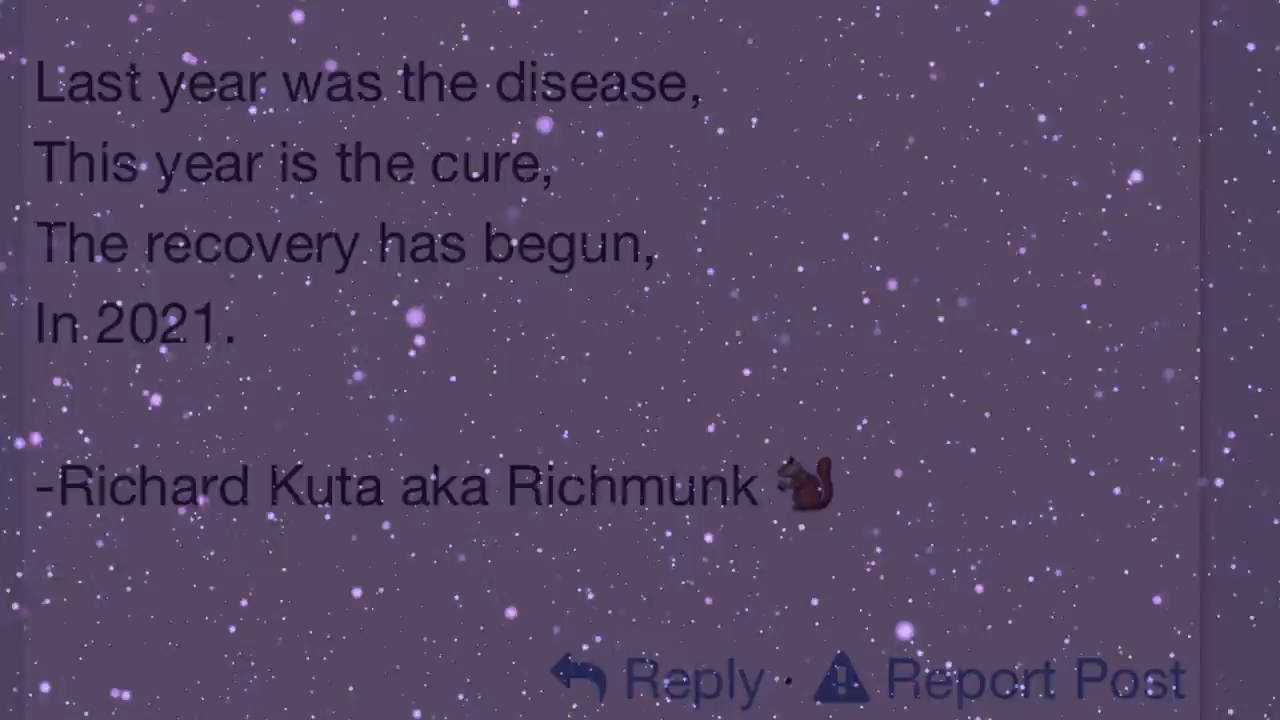 Last year was the disease,
This year is the cure,
The recovery has begun,
In 2021.
-Richard Kuta aka Richmunk 🐿️
Reply · Report Post